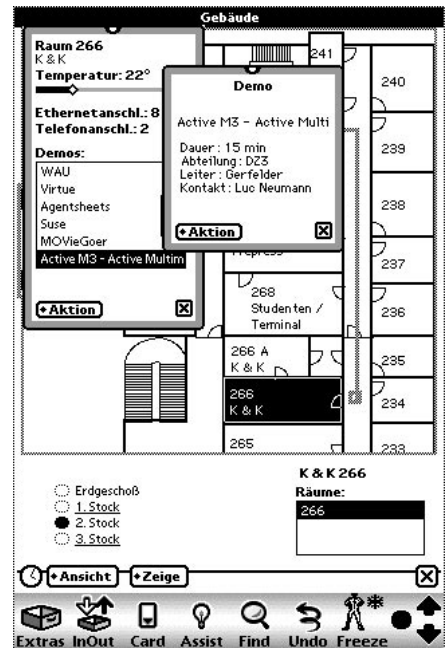 Gebäude
Raum 266
K & K
Temperatur: 22°
Ethernetanschl.: 8
Telefonanschl.: 2
Demos:
WAU
Virtue
Agentsheets
Suse
MOVieGoer
Active M3 - Active Multim
Aktion
Demo
Active M3 - Active Multi
Dauer : 15 min
Abteilung : DZ3
Leiter : Gerfelder
Kontakt : Luc Neumann
Aktion
241
240
239
238
237
268
Studenten /
Terminal
236
266 A
K & K
235
266
K & K
234
265
233
K & K 266
Räume:
266
Erdgeschoß
1. Stock
2. Stock
3. Stock
Ansicht
Zeige
Extras InOut Card Assist Find Undo Freeze